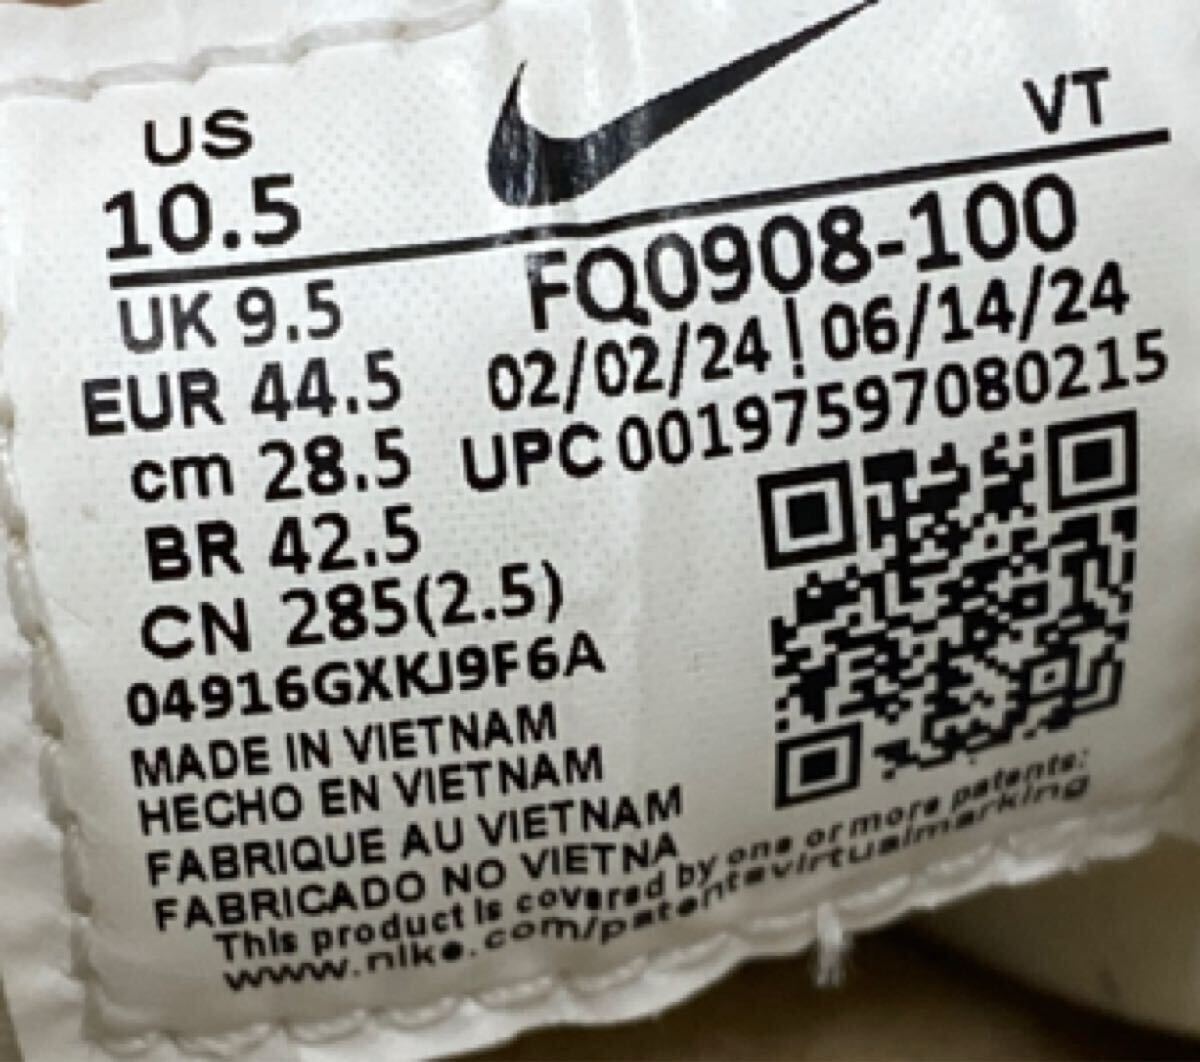 US
10.5
VT
UK 9.5
FQ0908-100
EUR 44.5
02/02/24 | 06/14/24
cm 28.5
UPC 00197597080215
BR 42.5
CN 285(2.5)
04916GXKJ9F6A
MADE IN VIETNAM
HECHO EN VIETNAM
FABRIQUE AU VIETNAM
FABRICADO NO VIETNA
This product is covered by one or more patents:
www.nike.com/patentsvirtualmarking